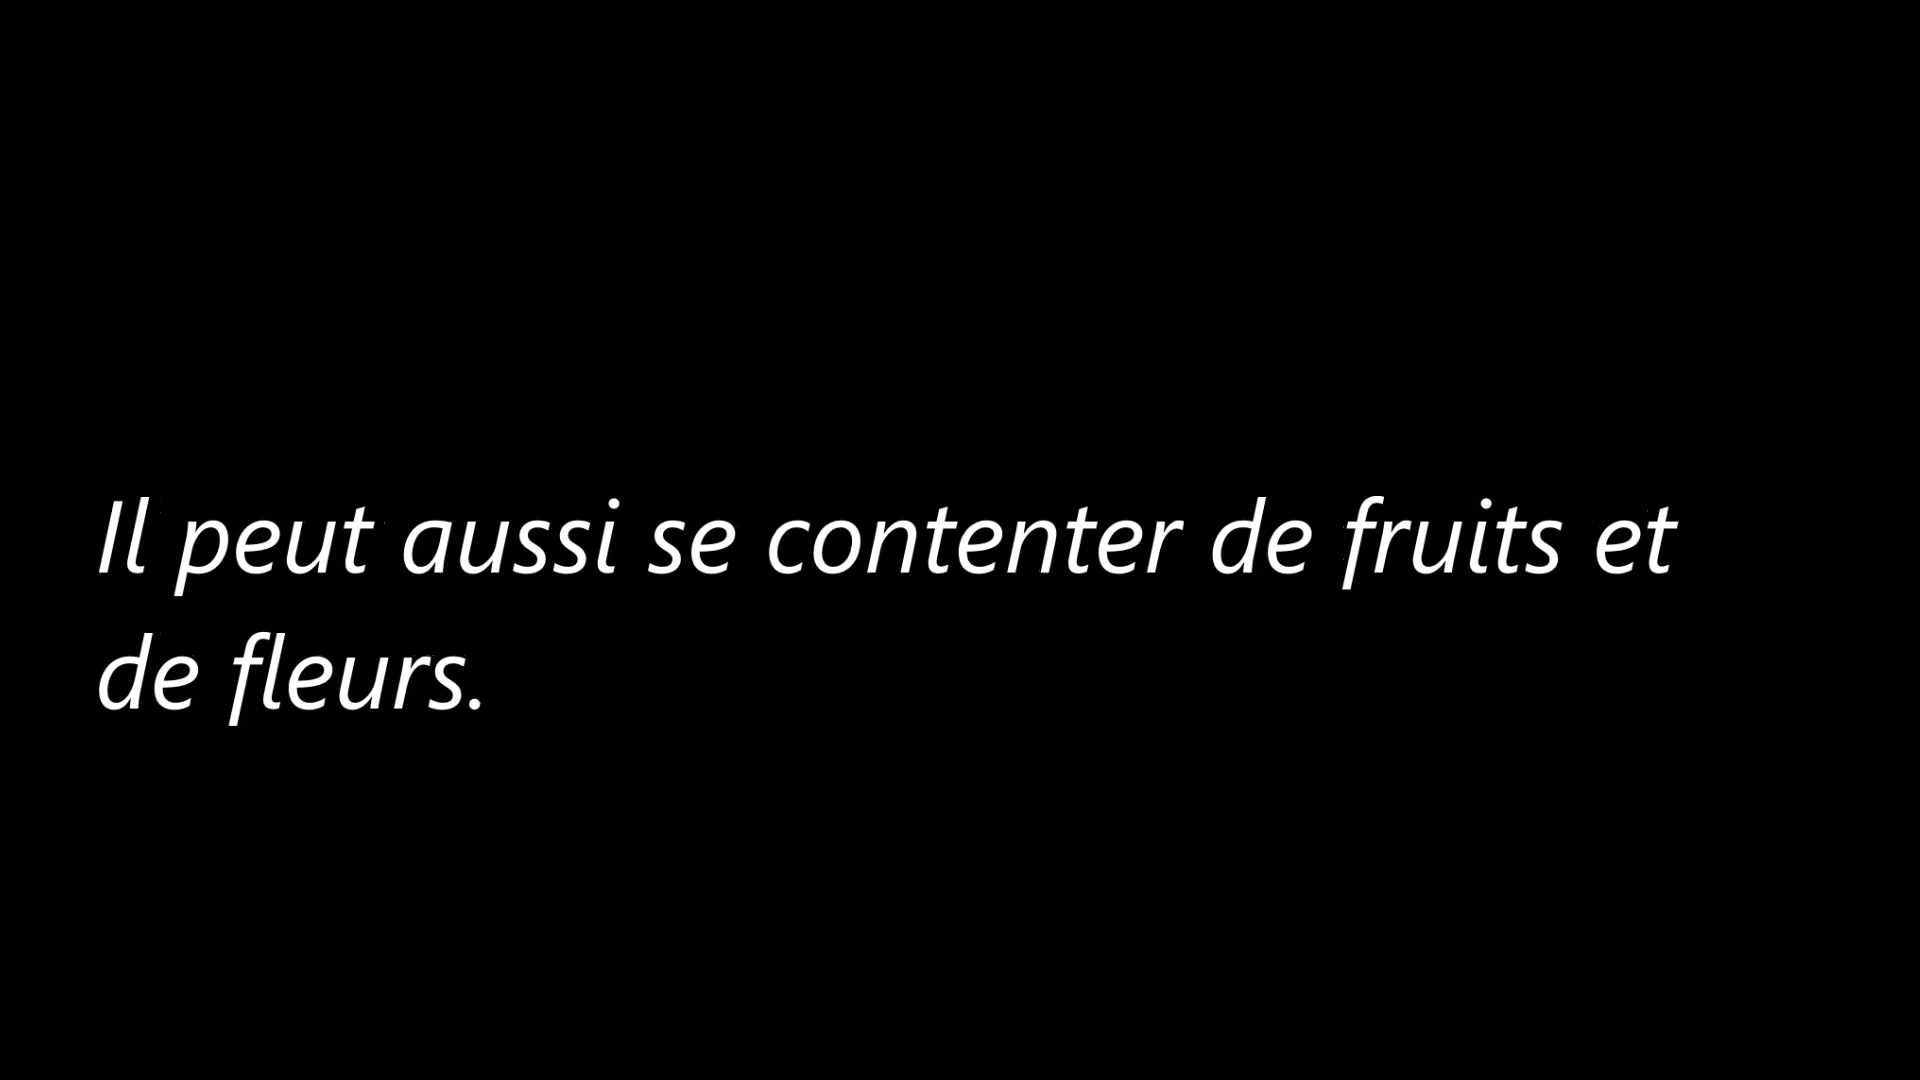 Il peut aussi se contenter de fruits et
de fleurs.